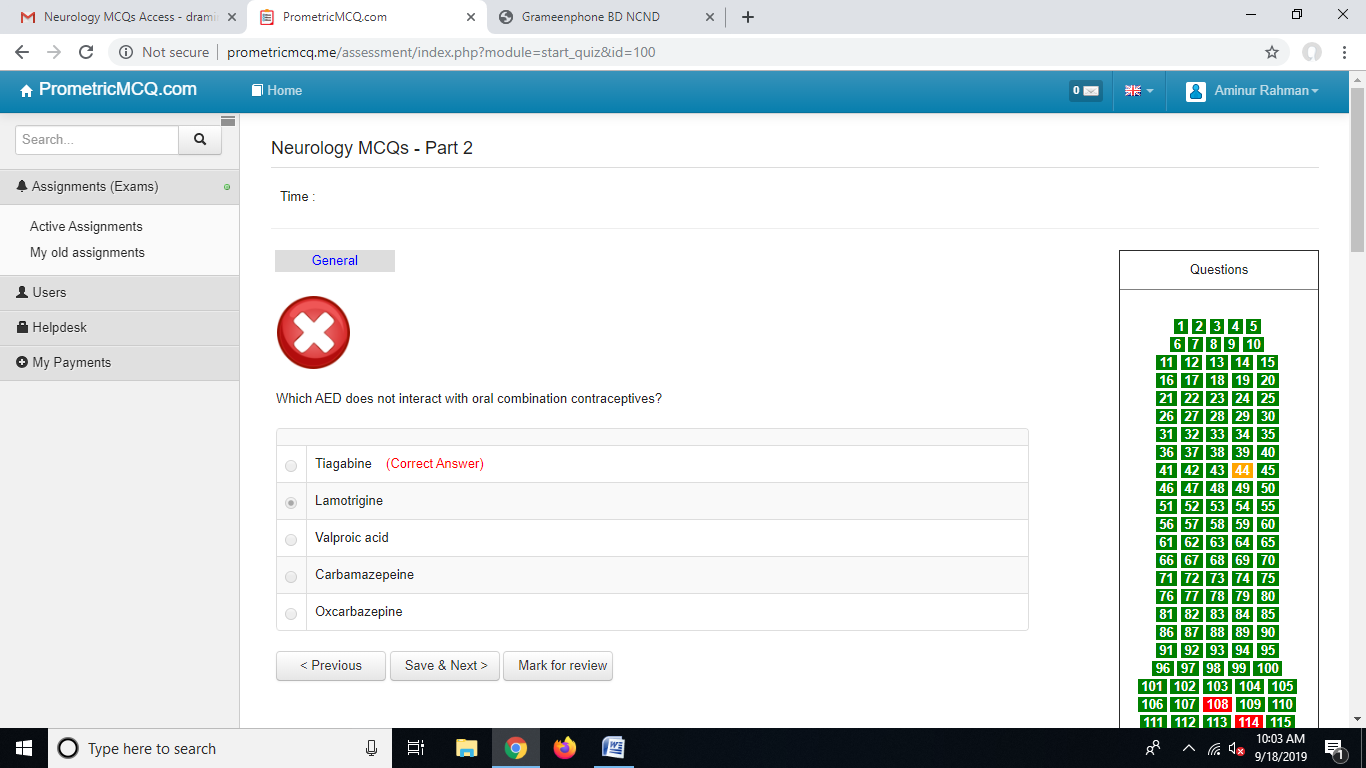 Neurology MCQs Access - drami
PrometricMCQ.com
Grameenphone BD NCND
Not secure
prometricmcq.me/assessment/index.php?module=start_quiz&id=100
PrometricMCQ.com
Home
0
Aminur Rahman
Search...
Assignments (Exams)
Active Assignments
My old assignments
Users
Helpdesk
My Payments
Neurology MCQs - Part 2
Time :
General
Which AED does not interact with oral combination contraceptives?
Tiagabine (Correct Answer)
Lamotrigine
Valproic acid
Carbamazepeine
Oxcarbazepine
< Previous
Save & Next >
Mark for review
Questions
1 2 3 4 5
6 7 8 9 10
11 12 13 14 15
16 17 18 19 20
21 22 23 24 25
26 27 28 29 30
31 32 33 34 35
36 37 38 39 40
41 42 43 44 45
46 47 48 49 50
51 52 53 54 55
56 57 58 59 60
61 62 63 64 65
66 67 68 69 70
71 72 73 74 75
76 77 78 79 80
81 82 83 84 85
86 87 88 89 90
91 92 93 94 95
96 97 98 99 100
101 102 103 104 105
106 107 108 109 110
111 112 113 114 115
Type here to search
10:03 AM
9/18/2019
1